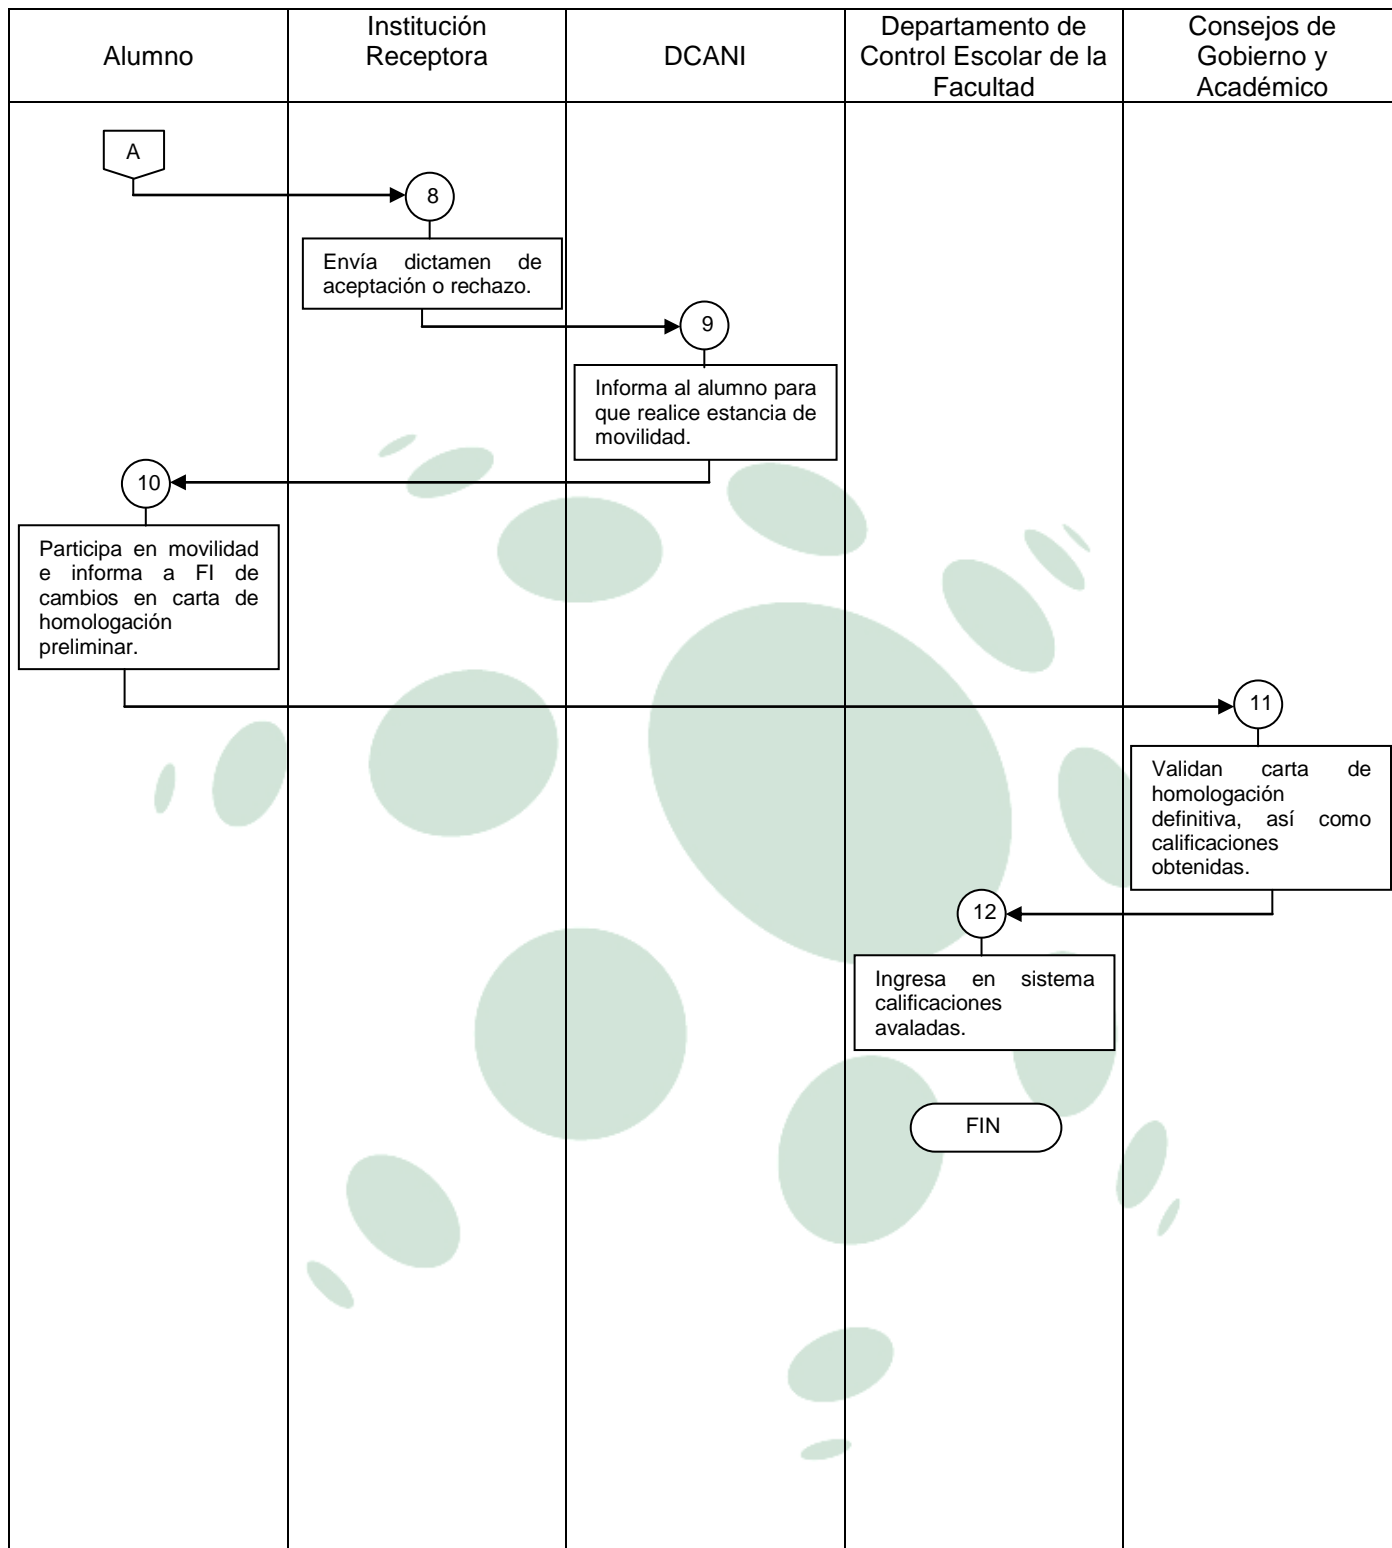 Alumno
Institución
Receptora
DCANI
Departamento de
Control Escolar de la
Facultad
Consejos de
Gobierno y
Académico
A
8
Envía dictamen de
aceptación o rechazo.
9
Informa al alumno para
que realice estancia de
movilidad.
10
Participa en movilidad
e informa a FI de
cambios en carta de
homologación
preliminar.
11
Validan carta de
homologación
definitiva, así como
calificaciones
obtenidas.
12
Ingresa en sistema
calificaciones
avaladas.
FIN